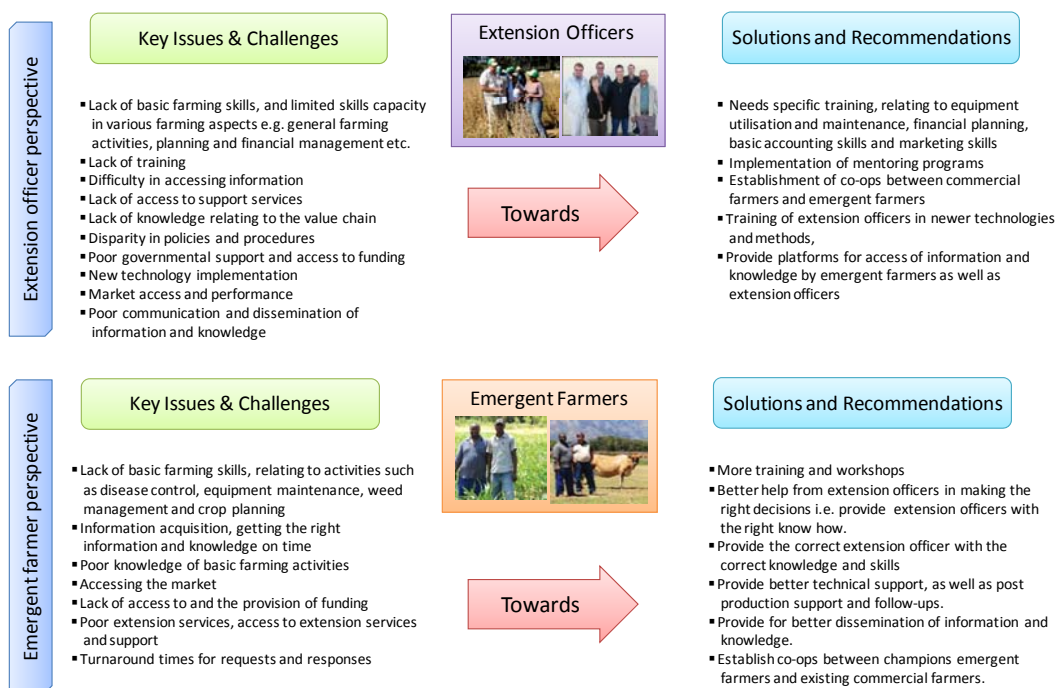 Extension officer perspective
Key Issues & Challenges
▪ Lack of basic farming skills, and limited skills capacity
in various farming aspects e.g. general farming
activities, planning and financial management etc.
▪ Lack of training
▪ Difficulty in accessing information
▪ Lack of access to support services
▪ Lack of knowledge relating to the value chain
▪ Disparity in policies and procedures
▪ Poor governmental support and access to funding
▪ New technology implementation
▪ Market access and performance
▪ Poor communication and dissemination of
information and knowledge
Extension Officers
Towards
Solutions and Recommendations
▪ Needs specific training, relating to equipment
utilisation and maintenance, financial planning,
basic accounting skills and marketing skills
▪ Implementation of mentoring programs
▪ Establishment of co-ops between commercial
farmers and emergent farmers
▪ Training of extension officers in newer technologies
and methods,
▪ Provide platforms for access of information and
knowledge by emergent farmers as well as
extension officers
Emergent farmer perspective
Key Issues & Challenges
▪ Lack of basic farming skills, relating to activities such
as disease control, equipment maintenance, weed
management and crop planning
▪ Information acquisition, getting the right
information and knowledge on time
▪ Poor knowledge of basic farming activities
▪ Accessing the market
▪ Lack of access to and the provision of funding
▪ Poor extension services, access to extension services
and support
▪ Turnaround times for requests and responses
Emergent Farmers
Towards
Solutions and Recommendations
▪ More training and workshops
▪ Better help from extension officers in making the
right decisions i.e. provide extension officers with
the right know how.
▪ Provide the correct extension officer with the
correct knowledge and skills
▪ Provide better technical support, as well as post
production support and follow-ups.
▪ Provide for better dissemination of information and
knowledge.
▪ Establish co-ops between champions emergent
farmers and existing commercial farmers.